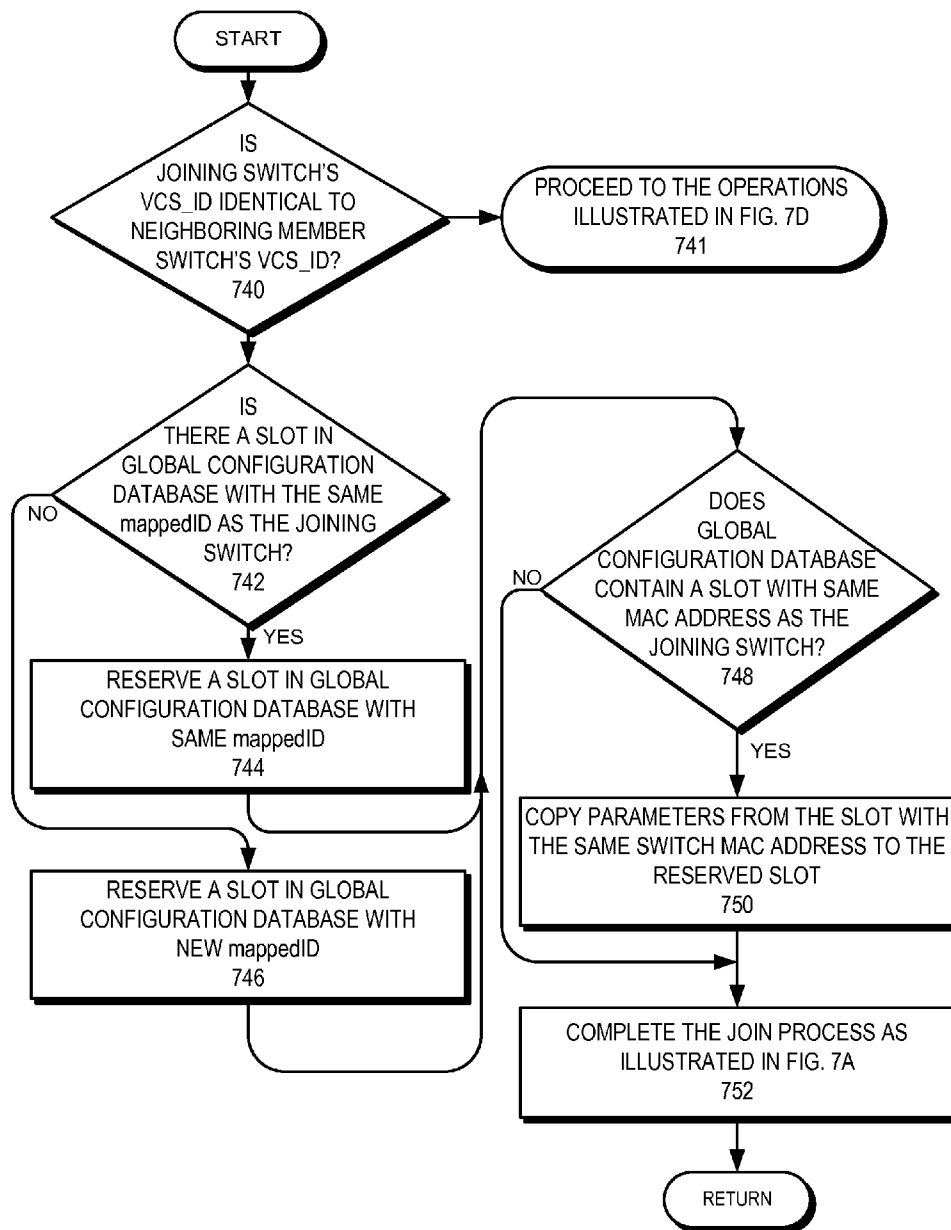 START
IS
JOINING SWITCH'S
VCS_ID IDENTICAL TO
NEIGHBORING MEMBER
SWITCH'S VCS_ID?
740
PROCEED TO THE OPERATIONS
ILLUSTRATED IN FIG. 7D
741
IS
THERE A SLOT IN
GLOBAL CONFIGURATION
DATABASE WITH THE SAME
mappedID AS THE JOINING
SWITCH?
742
NO
YES
RESERVE A SLOT IN GLOBAL
CONFIGURATION DATABASE WITH
SAME mappedID
744
RESERVE A SLOT IN GLOBAL
CONFIGURATION DATABASE WITH
NEW mappedID
746
DOES
GLOBAL
CONFIGURATION DATABASE
CONTAIN A SLOT WITH SAME
MAC ADDRESS AS THE
JOINING SWITCH?
748
NO
YES
COPY PARAMETERS FROM THE SLOT WITH
THE SAME SWITCH MAC ADDRESS TO THE
RESERVED SLOT
750
COMPLETE THE JOIN PROCESS AS
ILLUSTRATED IN FIG. 7A
752
RETURN